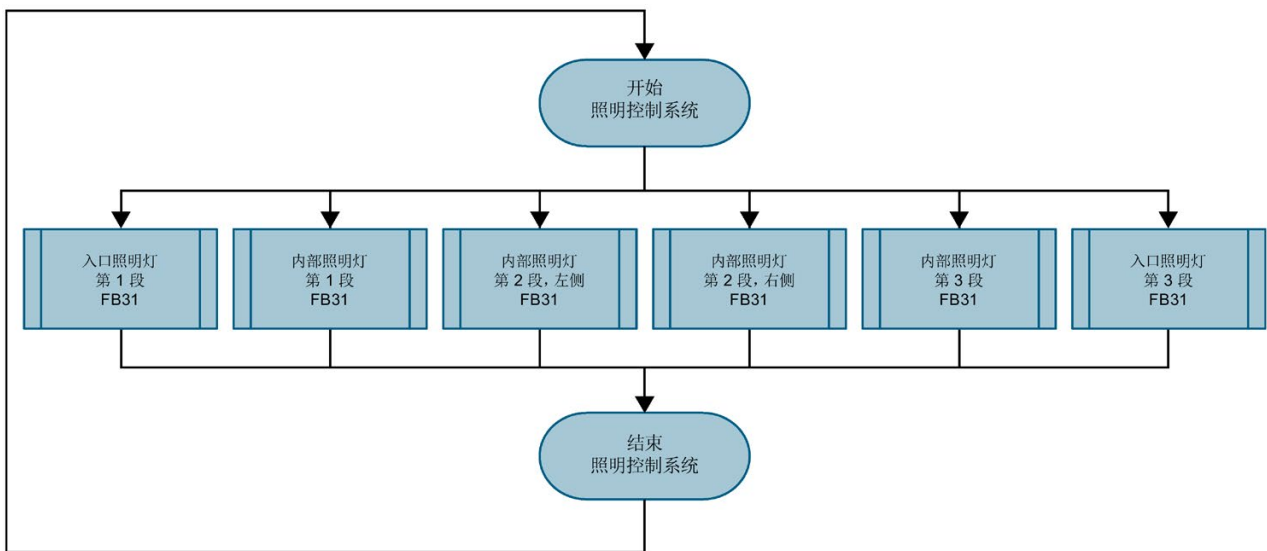 开始
照明控制系统
入口照明灯
第 1 段
FB31
内部照明灯
第 1 段
FB31
内部照明灯
第 2 段, 左侧
FB31
内部照明灯
第 2 段, 右侧
FB31
内部照明灯
第 3 段
FB31
入口照明灯
第 3 段
FB31
结束
照明控制系统